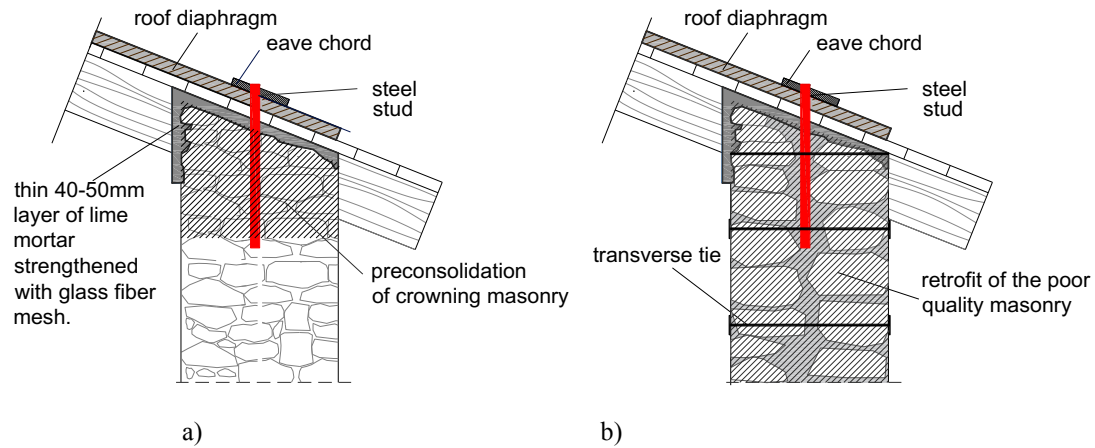 roof diaphragm
eave chord
steel
stud
thin 40-50mm
layer of lime
mortar
strengthened
with glass fiber
mesh.
preconsolidation
of crowning masonry
a)
roof diaphragm
eave chord
steel
stud
transverse tie
retrofit of the poor
quality masonry
b)